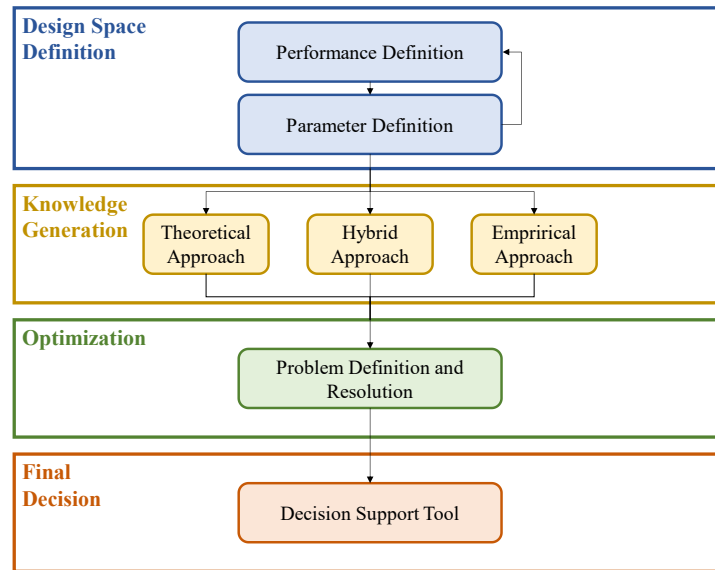 Design Space
Definition
Performance Definition
Parameter Definition
Knowledge
Generation
Theoretical
Approach
Hybrid
Approach
Emprirical
Approach
Optimization
Problem Definition and
Resolution
Final
Decision
Decision Support Tool